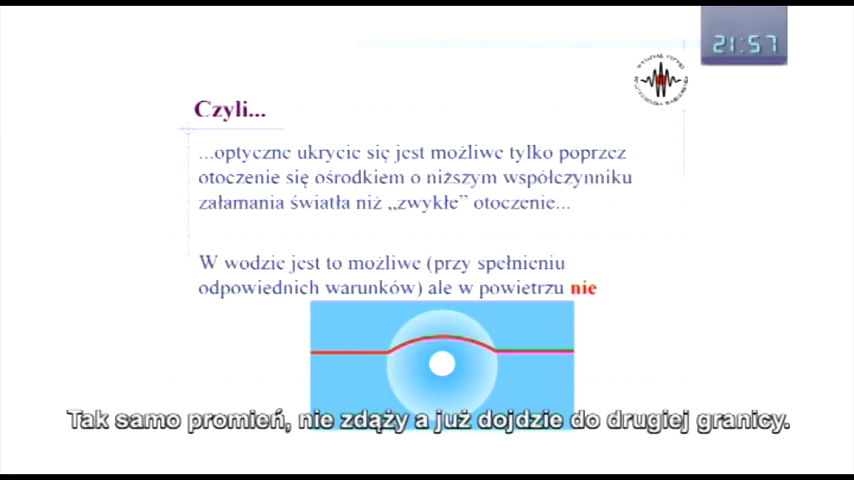 21:57
Czyli...
...optyczne ukrycie się jest możliwe tylko poprzez
otoczenie się ośrodkiem o niższym współczynniku
załamania światła niż „zwykłe” otoczenie...
W wodzie jest to możliwe (przy spełnieniu
odpowiednich warunków) ale w powietrzu nie
Tak samo promień, nie zdąży a już dojdzie do drugiej granicy.